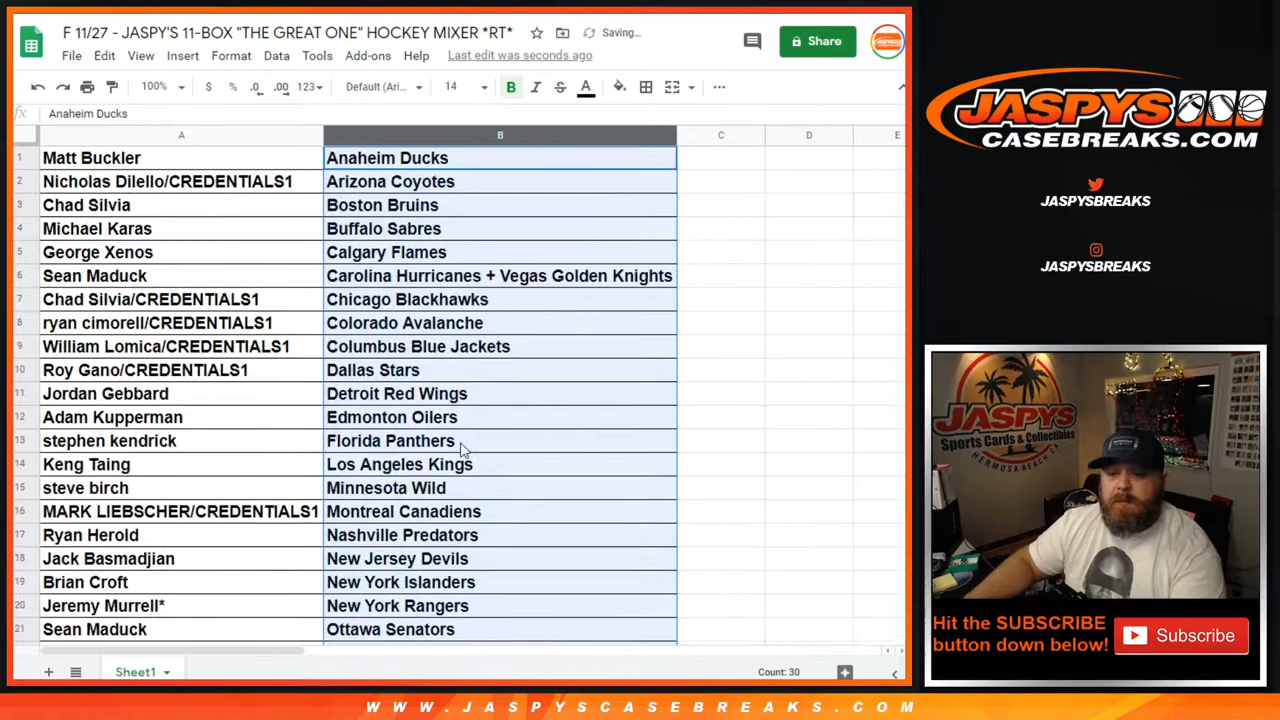 F 11/27 - JASPY'S 11-BOX "THE GREAT ONE" HOCKEY MIXER *RT*
Saving...
Share
File Edit View Insert Format Data Tools Add-ons Help
Last edit was seconds ago
100% $ % .0 .00 123 Default (Ari... 14 B I S A
fx Anaheim Ducks
A B C D E
1 Matt Buckler Anaheim Ducks
2 Nicholas Dilello/CREDENTIALS1 Arizona Coyotes
3 Chad Silvia Boston Bruins
4 Michael Karas Buffalo Sabres
5 George Xenos Calgary Flames
6 Sean Maduck Carolina Hurricanes + Vegas Golden Knights
7 Chad Silvia/CREDENTIALS1 Chicago Blackhawks
8 ryan cimorell/CREDENTIALS1 Colorado Avalanche
9 William Lomica/CREDENTIALS1 Columbus Blue Jackets
10 Roy Gano/CREDENTIALS1 Dallas Stars
11 Jordan Gebbard Detroit Red Wings
12 Adam Kupperman Edmonton Oilers
13 stephen kendrick Florida Panthers
14 Keng Taing Los Angeles Kings
15 steve birch Minnesota Wild
16 MARK LIEBSCHER/CREDENTIALS1 Montreal Canadiens
17 Ryan Herold Nashville Predators
18 Jack Basmadjian New Jersey Devils
19 Brian Croft New York Islanders
20 Jeremy Murrell* New York Rangers
21 Sean Maduck Ottawa Senators
Sheet1
Count: 30
JASPYS
CASEBREAKS.COM
JASPYSBREAKS
JASPYSBREAKS
JASPYS
Sports Cards & Collectibles
HERMOSA BEACH CA
Hit the SUBSCRIBE
button down below!
Subscribe
WWW.JASPYSCASEBREAKS.COM